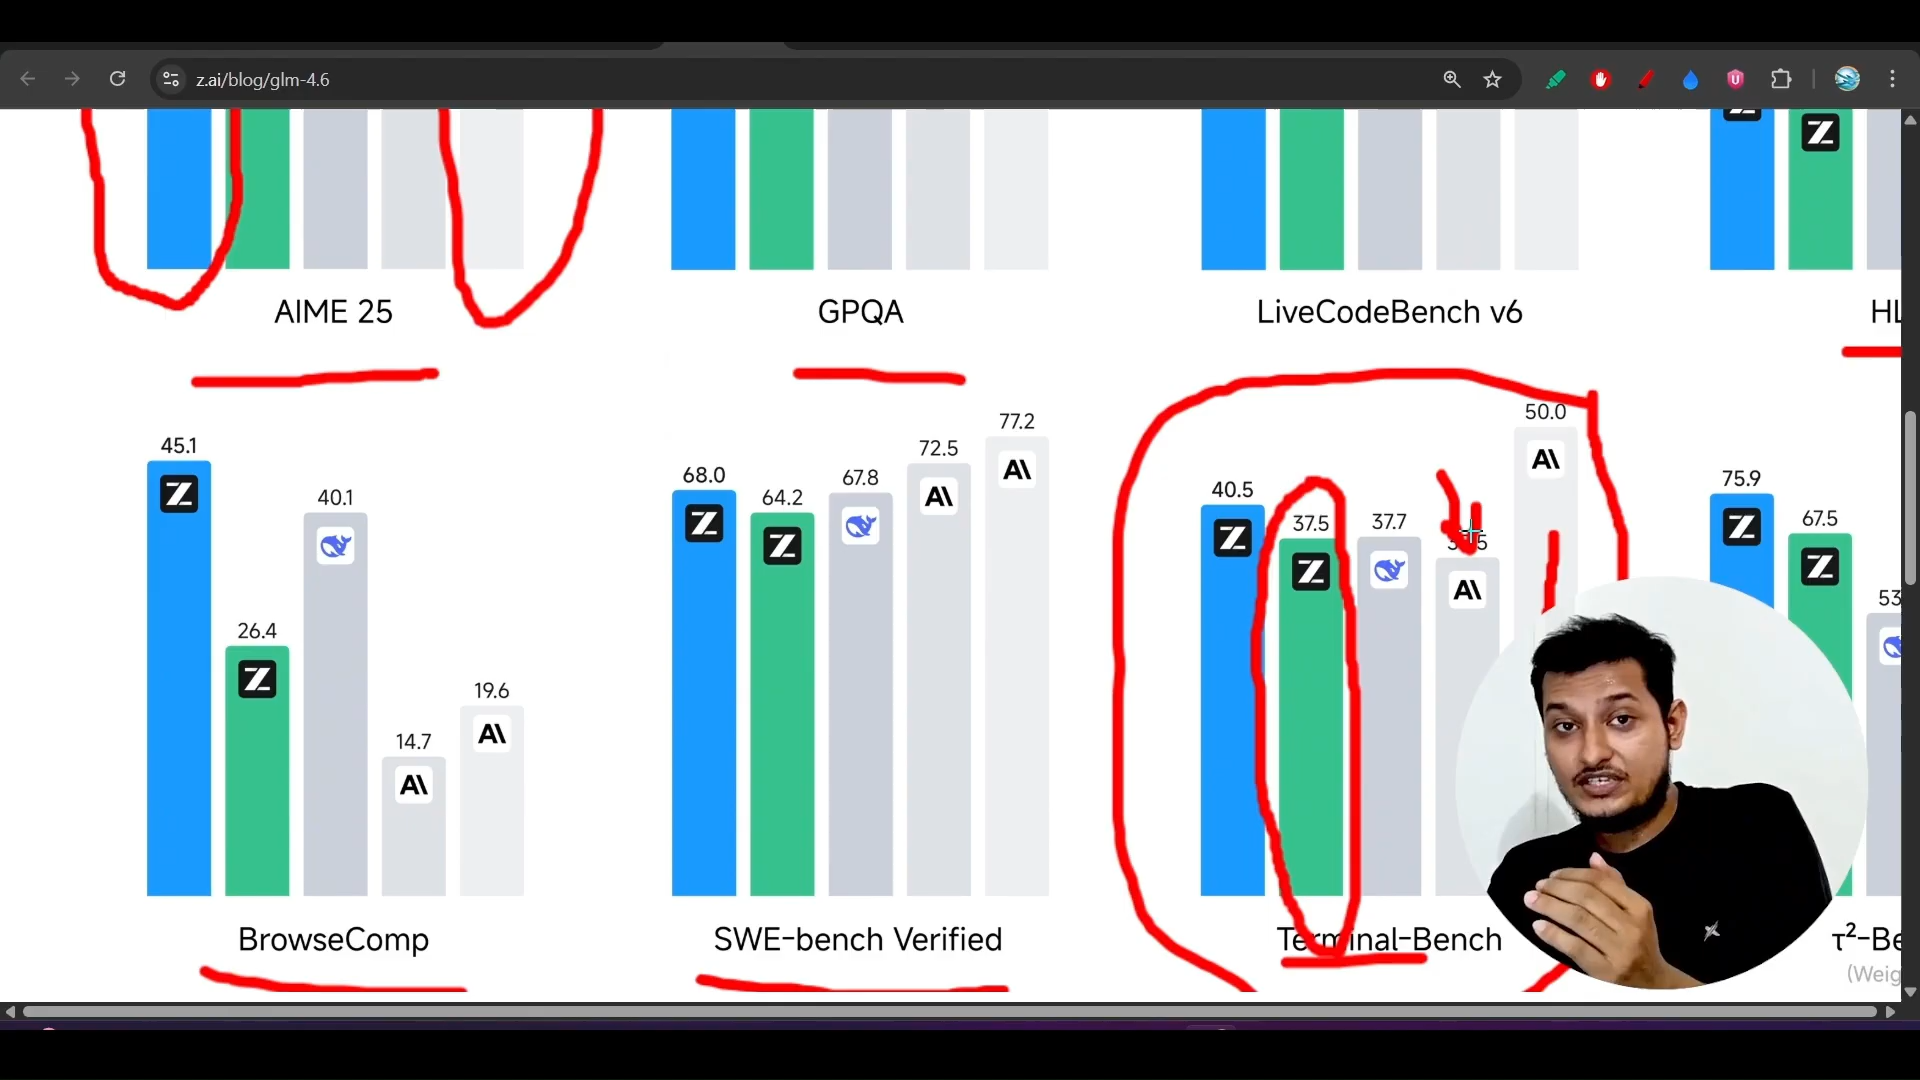 z.ai/blog/glm-4.6
AIME 25
GPQA
LiveCodeBench v6
45.1
26.4
40.1
14.7
19.6
BrowseComp
68.0
64.2
67.8
72.5
77.2
SWE-bench Verified
40.5
37.5
37.7
50.0
Terminal-Bench
75.9
67.5